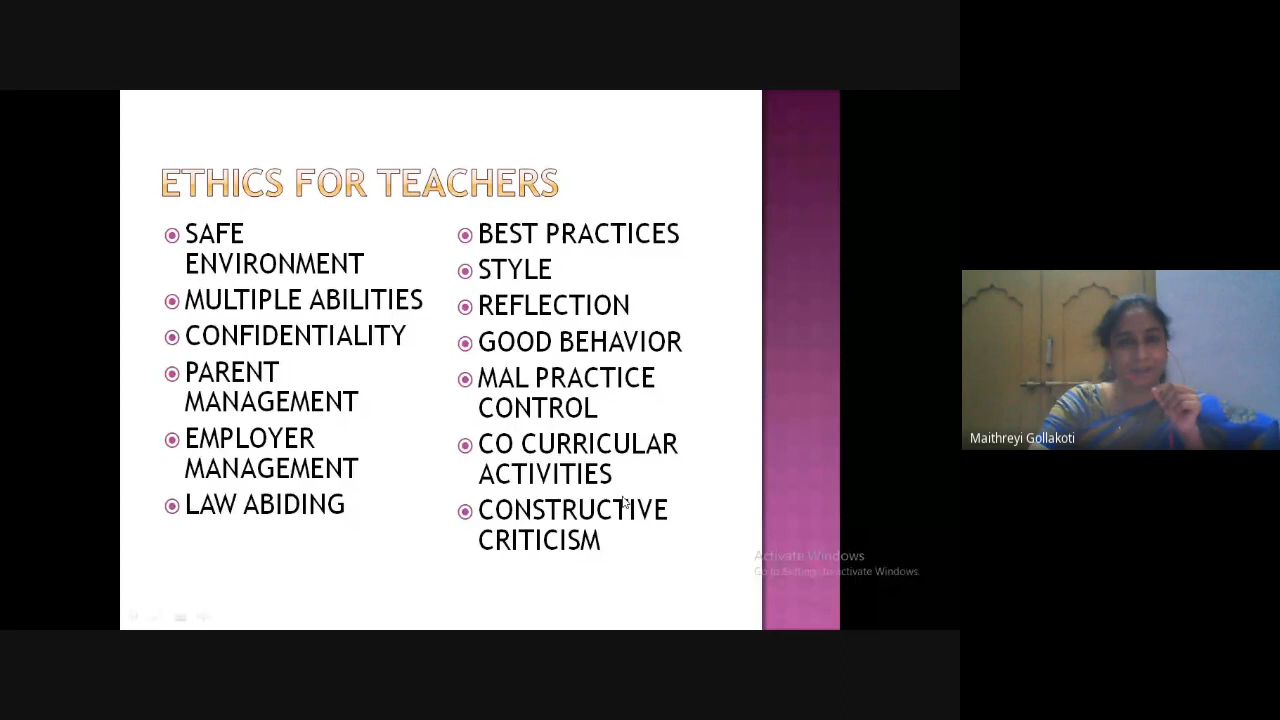 ETHICS FOR TEACHERS
SAFE
ENVIRONMENT
MULTIPLE ABILITIES
CONFIDENTIALITY
PARENT
MANAGEMENT
EMPLOYER
MANAGEMENT
LAW ABIDING
BEST PRACTICES
STYLE
REFLECTION
GOOD BEHAVIOR
MAL PRACTICE
CONTROL
CO CURRICULAR
ACTIVITIES
CONSTRUCTIVE
CRITICISM
Activate Windows
Go to Settings to activate Windows.
Maithreyi Gollakoti